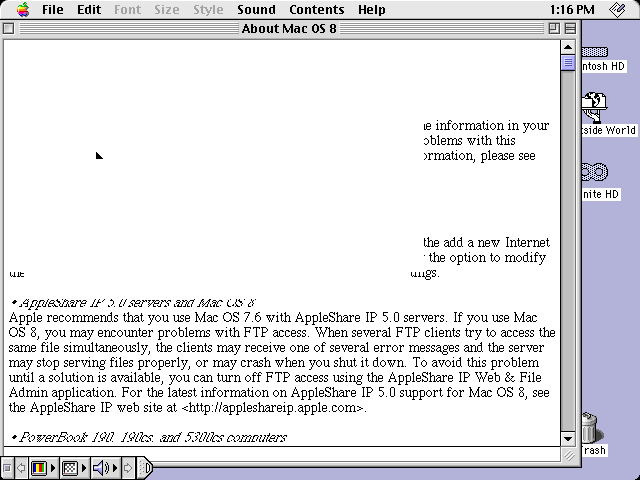 File Edit Font Size Style Sound Contents Help 1:16 PM
About Mac OS 8
ntosh HD
information in your
problems with this
please see
tside World
nite HD
the add a new Internet
the option to modify
• AppleShare IP 5.0 servers and Mac OS 8
Apple recommends that you use Mac OS 7.6 with AppleShare IP 5.0 servers. If you use Mac
OS 8, you may encounter problems with FTP access. When several FTP clients try to access the
same file simultaneously, the clients may receive one of several error messages and the server
may stop serving files properly, or may crash when you shut it down. To avoid this problem
until a solution is available, you can turn off FTP access using the AppleShare IP Web & File
Admin application. For the latest information on AppleShare IP 5.0 support for Mac OS 8, see
the AppleShare IP web site at <http://appleshareip.apple.com>.
• PowerBook 190, 190cs, and 5300cs computers
rash